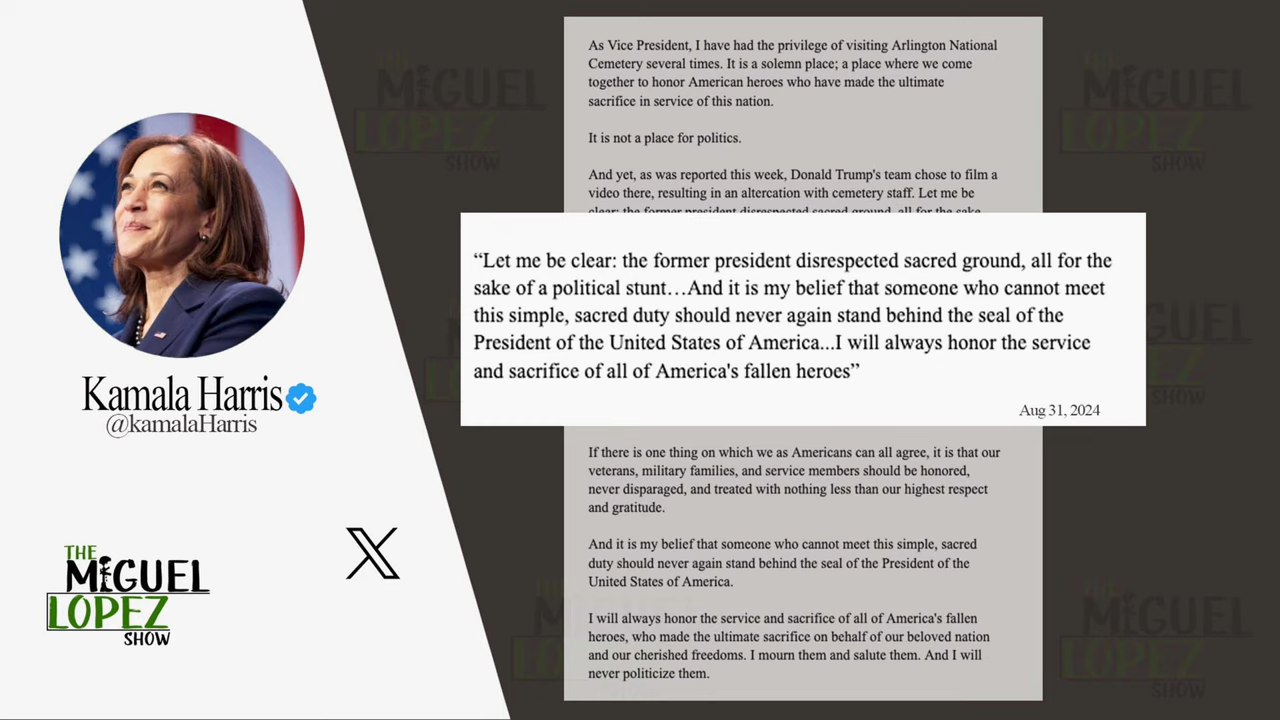 Kamala Harris
@kamalaHarris
THE
MiGUEL
LOPEZ
SHOW
As Vice President, I have had the privilege of visiting Arlington National
Cemetery several times. It is a solemn place; a place where we come
together to honor American heroes who have made the ultimate
sacrifice in service of this nation.
It is not a place for politics.
And yet, as was reported this week, Donald Trump's team chose to film a
video there, resulting in an altercation with cemetery staff. Let me be
clear: the former president disrespected sacred ground, all for the sake
“Let me be clear: the former president disrespected sacred ground, all for the
sake of a political stunt…And it is my belief that someone who cannot meet
this simple, sacred duty should never again stand behind the seal of the
President of the United States of America...I will always honor the service
and sacrifice of all of America's fallen heroes”
Aug 31, 2024
If there is one thing on which we as Americans can all agree, it is that our
veterans, military families, and service members should be honored,
never disparaged, and treated with nothing less than our highest respect
and gratitude.
And it is my belief that someone who cannot meet this simple, sacred
duty should never again stand behind the seal of the President of the
United States of America.
I will always honor the service and sacrifice of all of America's fallen
heroes, who made the ultimate sacrifice on behalf of our beloved nation
and our cherished freedoms. I mourn them and salute them. And I will
never politicize them.